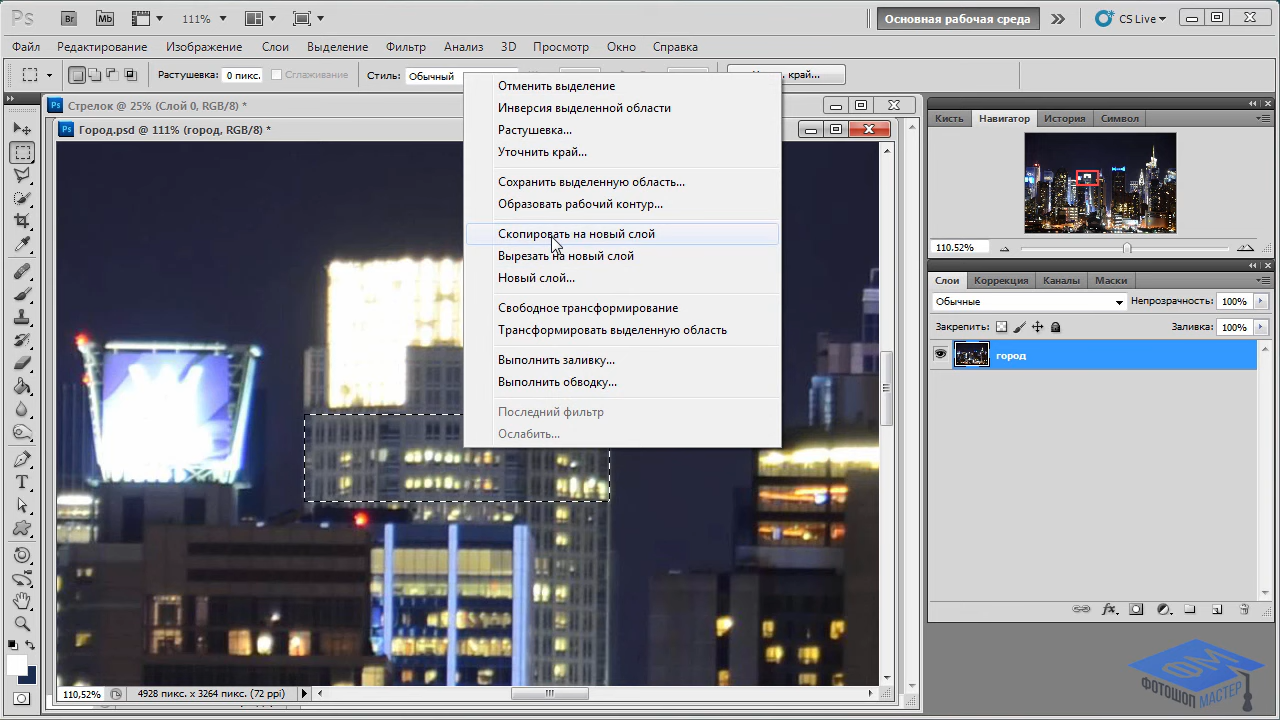 Ps Br Mb 111% Основная рабочая среда CS Live
Файл Редактирование Изображение Слои Выделение Фильтр Анализ 3D Просмотр Окно Справка
Растушевка: 0 пикс. Сглаживание Стиль: Обычный край...
Ps Стрелок @ 25% (Слой 0, RGB/8) *
Ps Город.psd @ 111% (город, RGB/8) *
Отменить выделение
Инверсия выделенной области
Растушевка...
Уточнить край...
Сохранить выделенную область...
Образовать рабочий контур...
Скопировать на новый слой
Вырезать на новый слой
Новый слой...
Свободное трансформирование
Трансформировать выделенную область
Выполнить заливку...
Выполнить обводку...
Последний фильтр
Ослабить...
110,52% 4928 пикс. x 3264 пикс. (72 ppi)
Кисть Навигатор История Символ
110.52%
Слои Коррекция Каналы Маски
Обычные Непрозрачность: 100%
Закрепить: Заливка: 100%
город
fx
ФМ
ФОТОШОП МАСТЕР